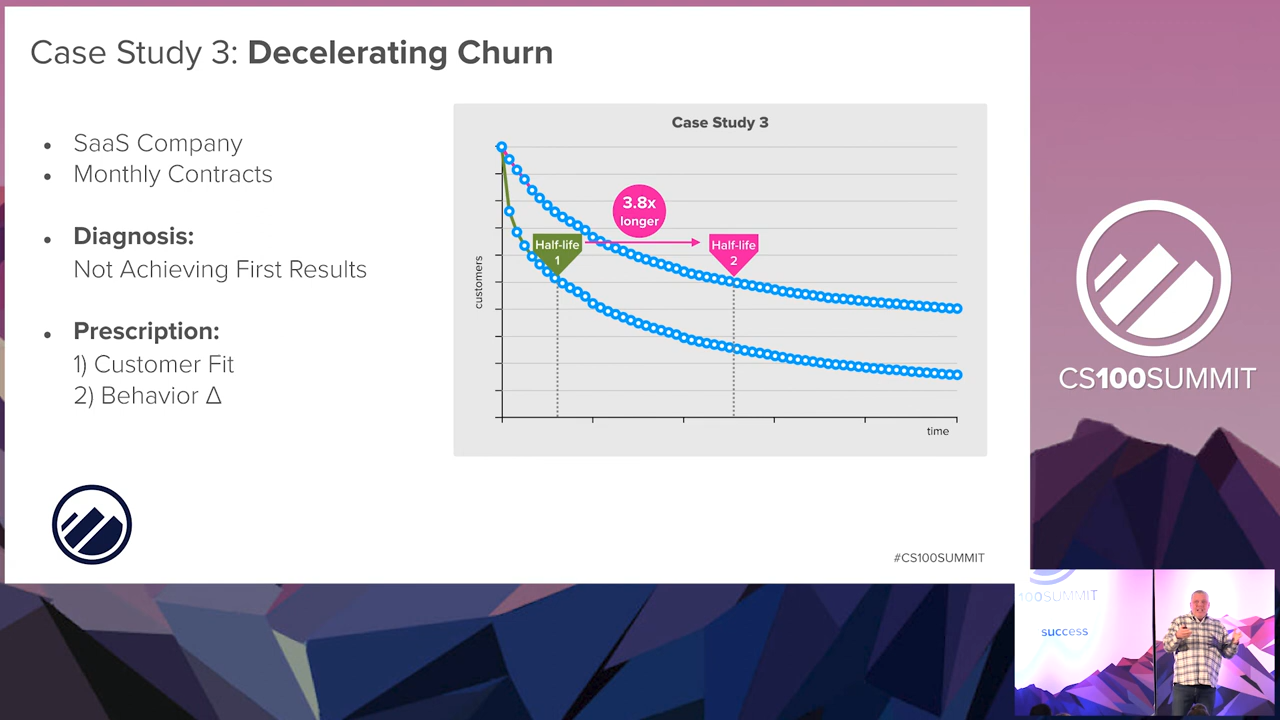 Case Study 3: Decelerating Churn
• SaaS Company
• Monthly Contracts
• Diagnosis:
Not Achieving First Results
• Prescription:
1) Customer Fit
2) Behavior Δ
Case Study 3
3.8x
longer
Half-life
1
Half-life
2
customers
time
#CS100SUMMIT
CS100SUMMIT
100SUMMIT
success